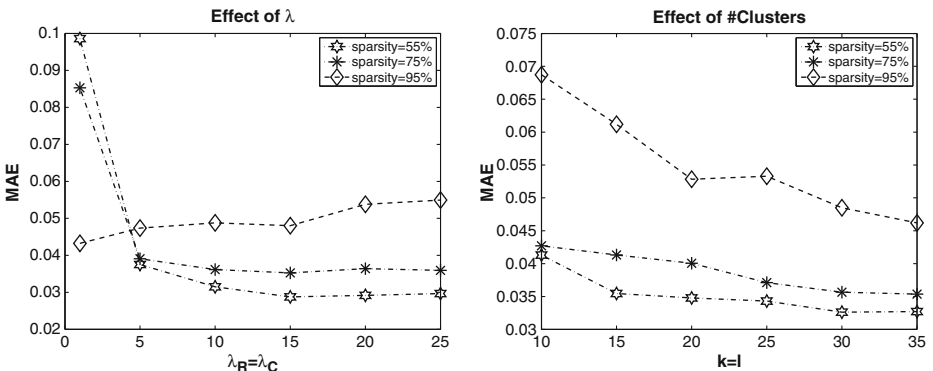 Effect of λ
0.1
0.09
0.08
0.07
0.06
0.05
0.04
0.03
0.02
MAE
0 5 10 15 20 25
λR=λC
sparsity=55%
sparsity=75%
sparsity=95%
Effect of #Clusters
0.075
0.07
0.065
0.06
0.055
0.05
0.045
0.04
0.035
0.03
MAE
10 15 20 25 30 35
k=l
sparsity=55%
sparsity=75%
sparsity=95%